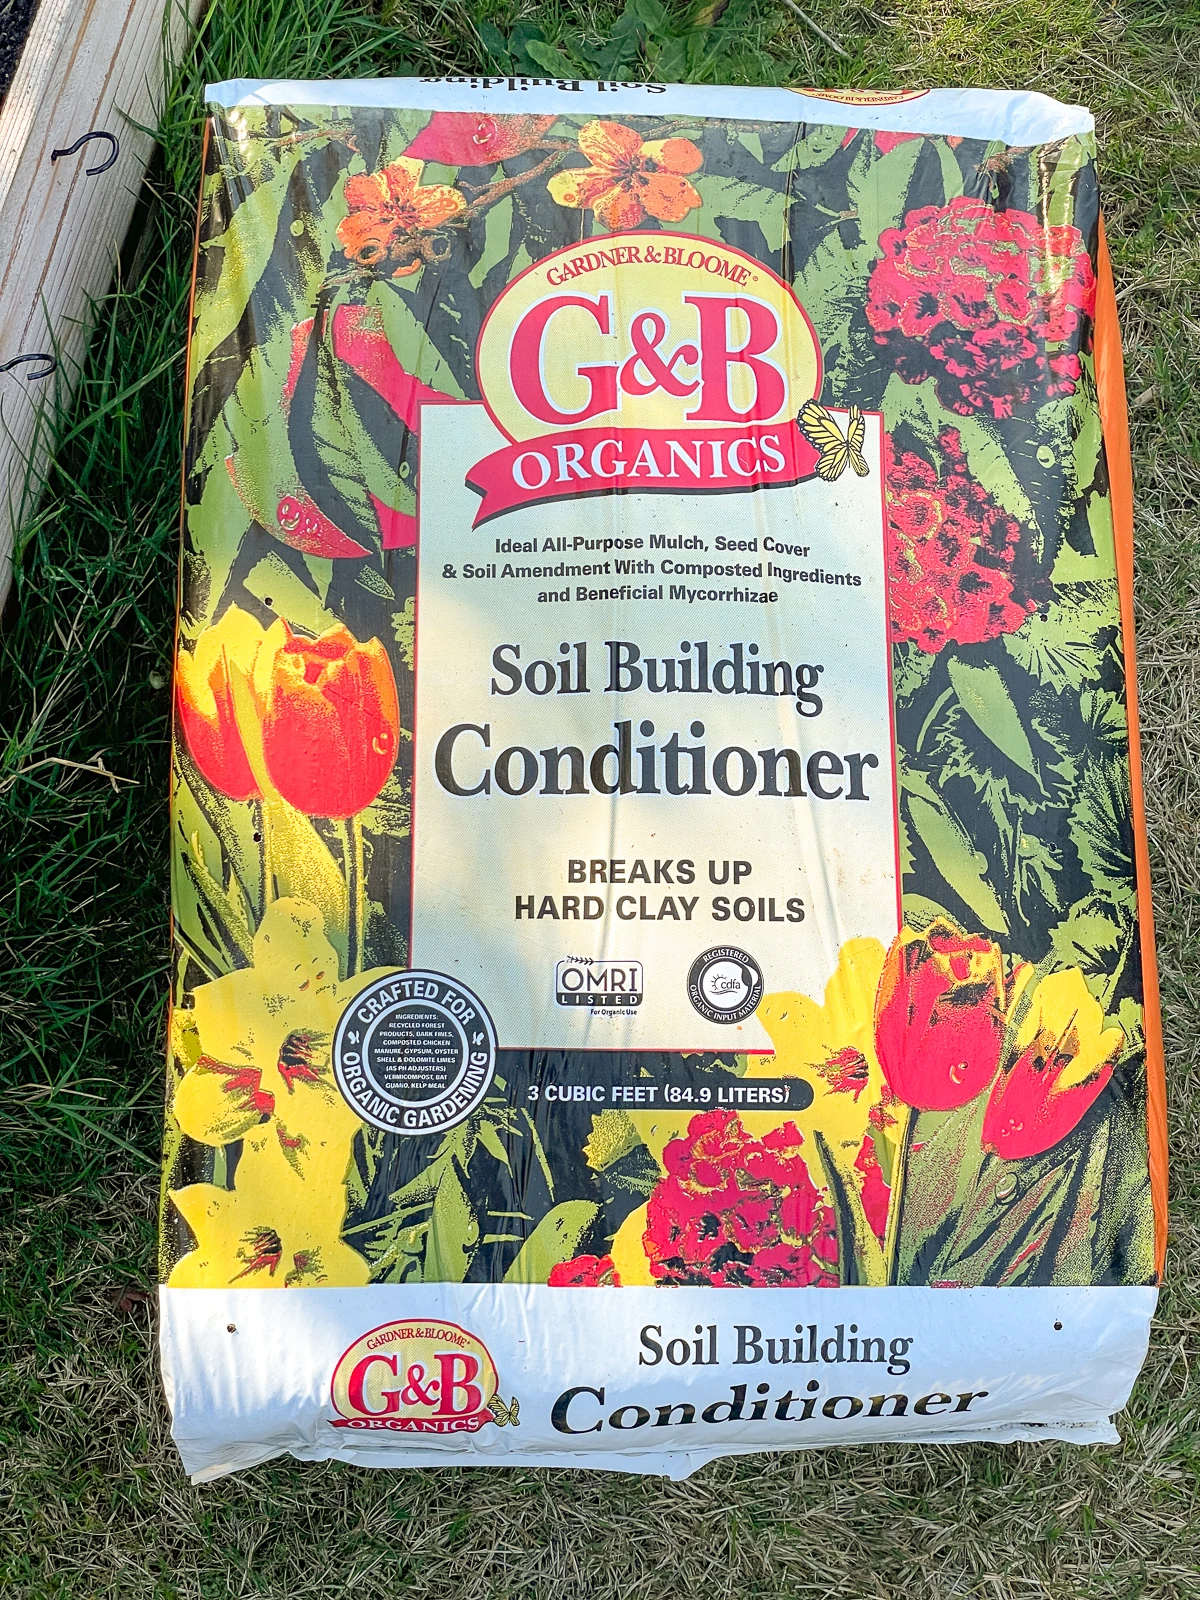 Soil Building
GARDNER & BLOOME
GARDNER & BLOOME®
G&B
ORGANICS
Ideal All-Purpose Mulch, Seed Cover
& Soil Amendment With Composted Ingredients
and Beneficial Mycorrhizae
Soil Building
Conditioner
BREAKS UP
HARD CLAY SOILS
OMRI
LISTED
For Organic Use
REGISTERED
cdfa
ORGANIC INPUT MATERIAL
CRAFTED FOR
INGREDIENTS:
RECYCLED FOREST
PRODUCTS, BARK FINES,
COMPOSTED CHICKEN
MANURE, GYPSUM, OYSTER
SHELL & DOLOMITE LIMES
(AS PH ADJUSTERS)
VERMICOMPOST, BAT
GUANO, KELP MEAL
ORGANIC GARDENING
3 CUBIC FEET (84.9 LITERS)
GARDNER & BLOOME®
G&B
ORGANICS
Soil Building
Conditioner